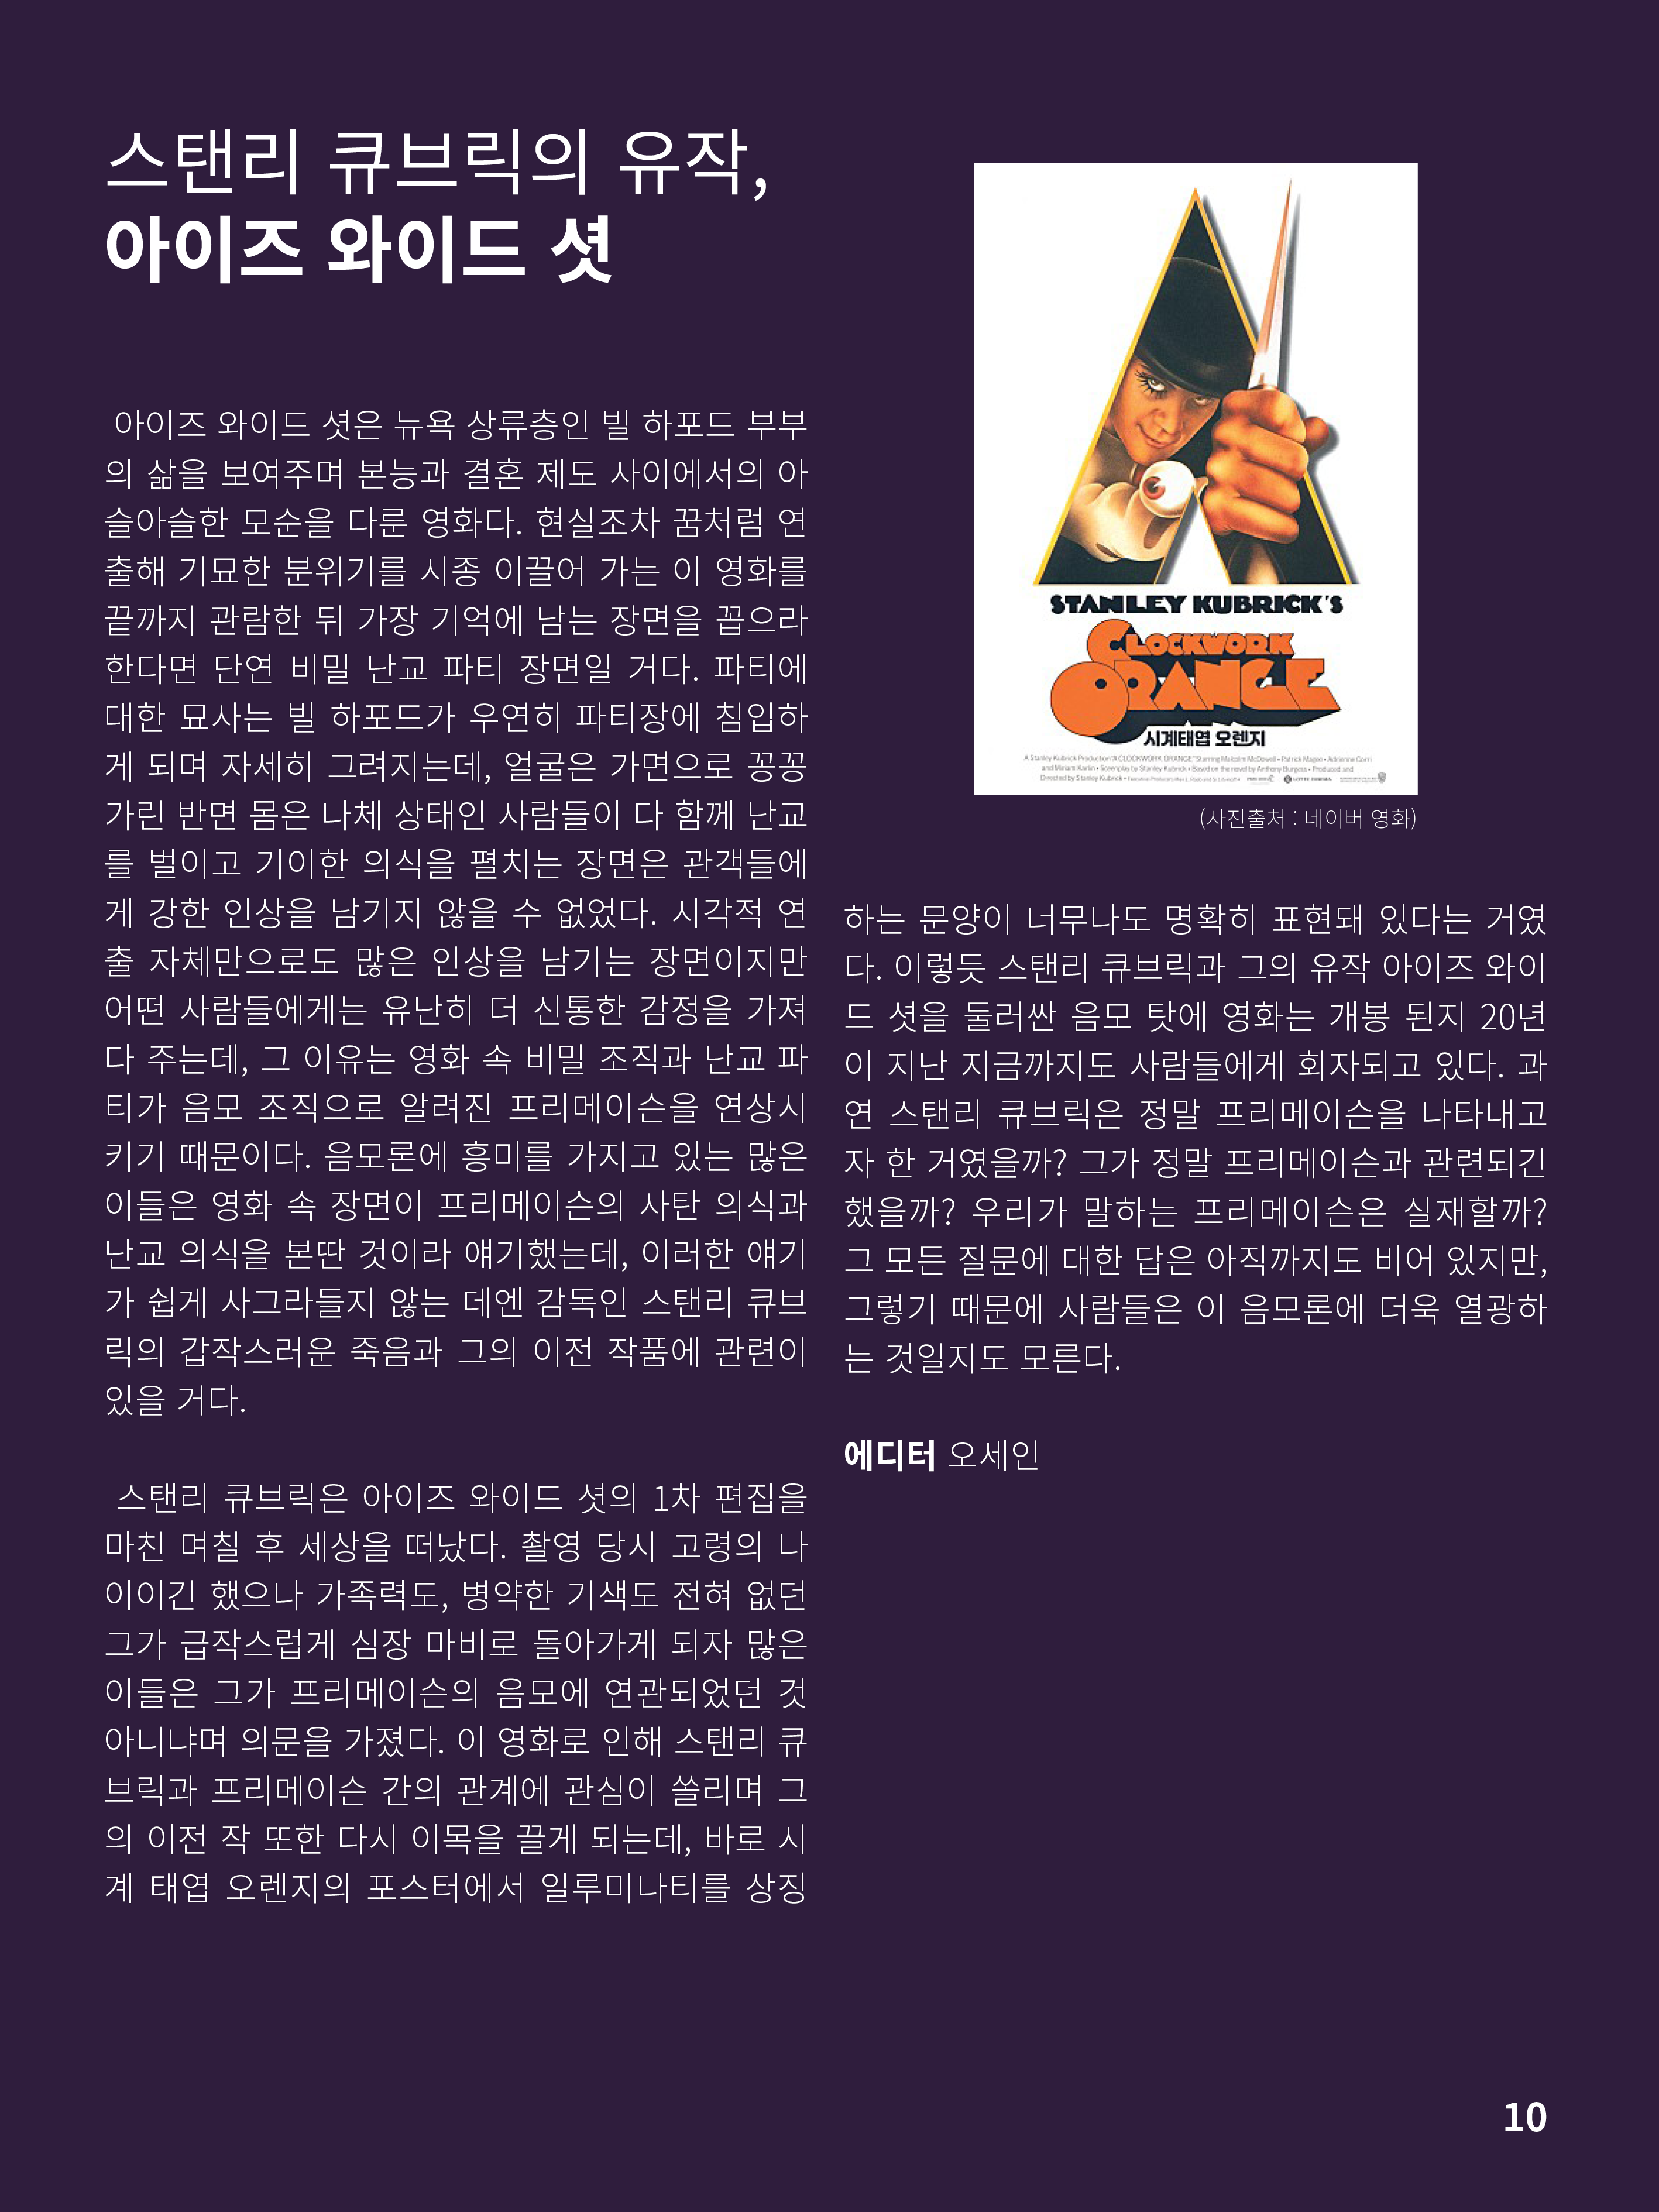 스탠리 큐브릭의 유작,
아이즈 와이드 셧
아이즈 와이드 셧은 뉴욕 상류층인 빌 하포드 부부
의 삶을 보여주며 본능과 결혼 제도 사이에서의 아
슬아슬한 모순을 다룬 영화다. 현실조차 꿈처럼 연
출해 기묘한 분위기를 시종 이끌어 가는 이 영화를
끝까지 관람한 뒤 가장 기억에 남는 장면을 꼽으라
한다면 단연 비밀 난교 파티 장면일 거다. 파티에
대한 묘사는 빌 하포드가 우연히 파티장에 침입하
게 되며 자세히 그려지는데, 얼굴은 가면으로 꽁꽁
가린 반면 몸은 나체 상태인 사람들이 다 함께 난교
를 벌이고 기이한 의식을 펼치는 장면은 관객들에
게 강한 인상을 남기지 않을 수 없었다. 시각적 연
출 자체만으로도 많은 인상을 남기는 장면이지만
어떤 사람들에게는 유난히 더 신통한 감정을 가져
다 주는데, 그 이유는 영화 속 비밀 조직과 난교 파
티가 음모 조직으로 알려진 프리메이슨을 연상시
키기 때문이다. 음모론에 흥미를 가지고 있는 많은
이들은 영화 속 장면이 프리메이슨의 사탄 의식과
난교 의식을 본딴 것이라 얘기했는데, 이러한 얘기
가 쉽게 사그라들지 않는 데엔 감독인 스탠리 큐브
릭의 갑작스러운 죽음과 그의 이전 작품에 관련이
있을 거다.
스탠리 큐브릭은 아이즈 와이드 셧의 1차 편집을
마친 며칠 후 세상을 떠났다. 촬영 당시 고령의 나
이이긴 했으나 가족력도, 병약한 기색도 전혀 없던
그가 급작스럽게 심장 마비로 돌아가게 되자 많은
이들은 그가 프리메이슨의 음모에 연관되었던 것
아니냐며 의문을 가졌다. 이 영화로 인해 스탠리 큐
브릭과 프리메이슨 간의 관계에 관심이 쏠리며 그
의 이전 작 또한 다시 이목을 끌게 되는데, 바로 시
계 태엽 오렌지의 포스터에서 일루미나티를 상징
STANLEY KUBRICK'S
CLOCKWORK
ORANGE
시계태엽 오렌지
A Stanley Kubrick Production "A CLOCKWORK ORANGE" Starring Malcolm McDowell • Patrick Magee • Adrienne Corri
and Miriam Karlin • Screenplay by Stanley Kubrick • Based on the novel by Anthony Burgess • Produced and
Directed by Stanley Kubrick •
(사진출처 : 네이버 영화)
하는 문양이 너무나도 명확히 표현돼 있다는 거였
다. 이렇듯 스탠리 큐브릭과 그의 유작 아이즈 와이
드 셧을 둘러싼 음모 탓에 영화는 개봉 된지 20년
이 지난 지금까지도 사람들에게 회자되고 있다. 과
연 스탠리 큐브릭은 정말 프리메이슨을 나타내고
자 한 거였을까? 그가 정말 프리메이슨과 관련되긴
했을까? 우리가 말하는 프리메이슨은 실재할까?
그 모든 질문에 대한 답은 아직까지도 비어 있지만,
그렇기 때문에 사람들은 이 음모론에 더욱 열광하
는 것일지도 모른다.
에디터 오세인
10